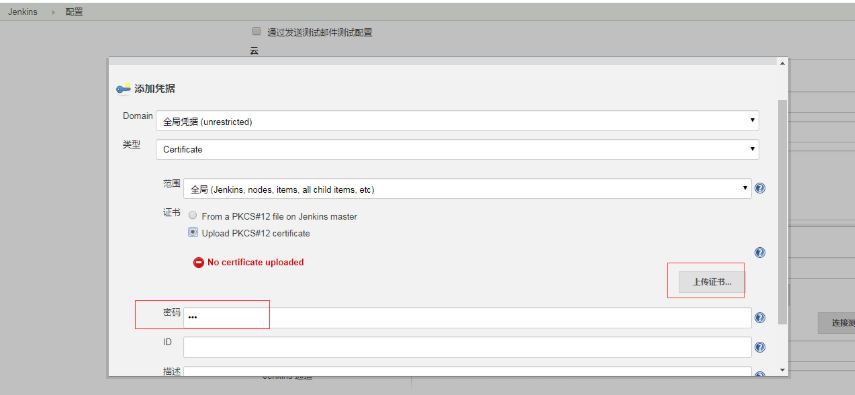 Jenkins › 配置
通过发送测试邮件测试配置
云
添加凭据
Domain 全局凭据 (unrestricted)
类型 Certificate
范围 全局 (Jenkins, nodes, items, all child items, etc)
证书 From a PKCS#12 file on Jenkins master
Upload PKCS#12 certificate
No certificate uploaded
上传证书...
密码 •••
连接测
ID
描述
Jenkins 通道